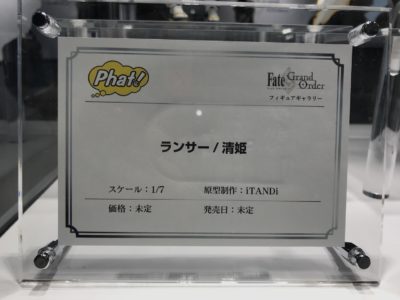 Phat!
Fate/Grand Order
フィギュアギャラリー
ランサー/清姫
スケール:1/7 原型制作:iTANDi
価格:未定 発売日:未定